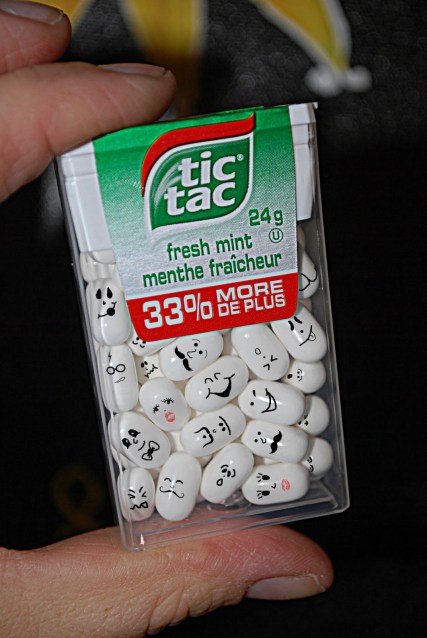 tic®
tac
24g
fresh mint Ⓤ
menthe fraîcheur
33% MORE
DE PLUS